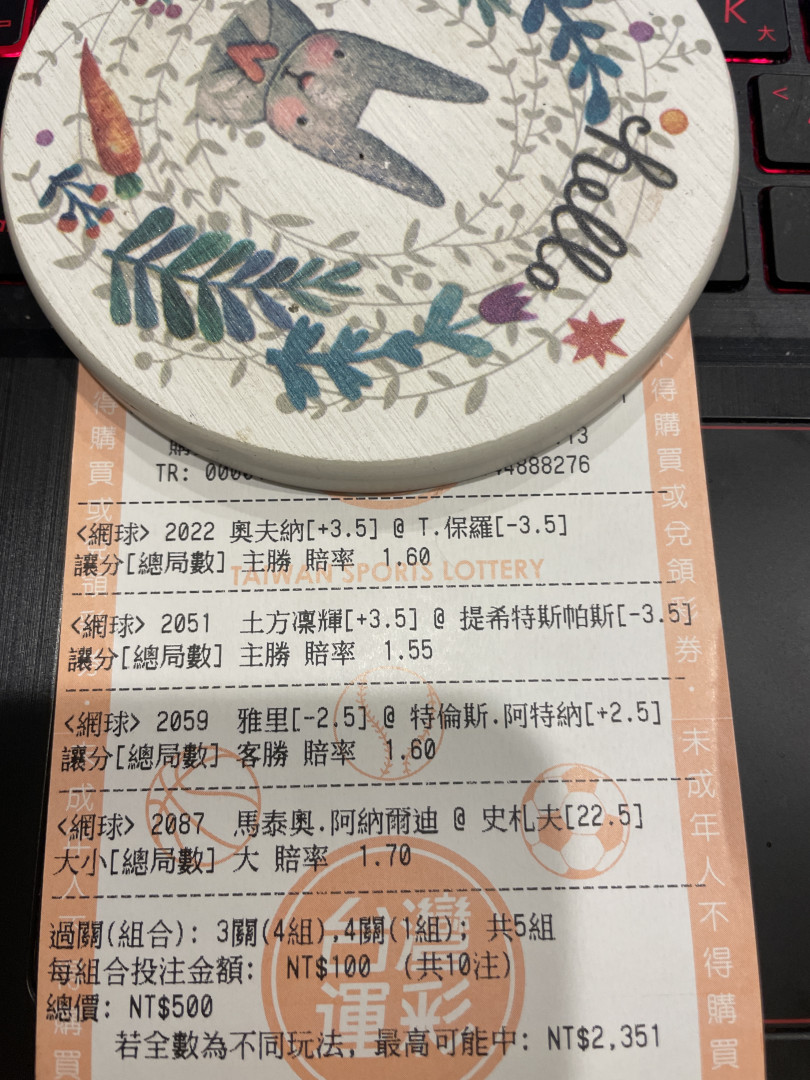 K
大
hello
TR: 000
4888276
<網球> 2022 奧夫納[+3.5] @ T.保羅[-3.5]
讓分[總局數] 主勝 賠率 1.60
TAIWAN SPORTS LOTTERY
<網球> 2051 土方凜輝[+3.5] @ 提希特斯帕斯[-3.5]
讓分[總局數] 主勝 賠率 1.55
<網球> 2059 雅里[-2.5] @ 特倫斯.阿特納[+2.5]
讓分[總局數] 客勝 賠率 1.60
<網球> 2087 馬泰奧.阿納爾迪 @ 史札夫[22.5]
大小[總局數] 大 賠率 1.70
過關(組合): 3關(4組),4關(1組); 共5組
每組合投注金額: NT$100 (共10注)
總價: NT$500
若全數為不同玩法, 最高可能中: NT$2,351
台灣
運彩
得購買或兌領彩券.未成年人不得購買